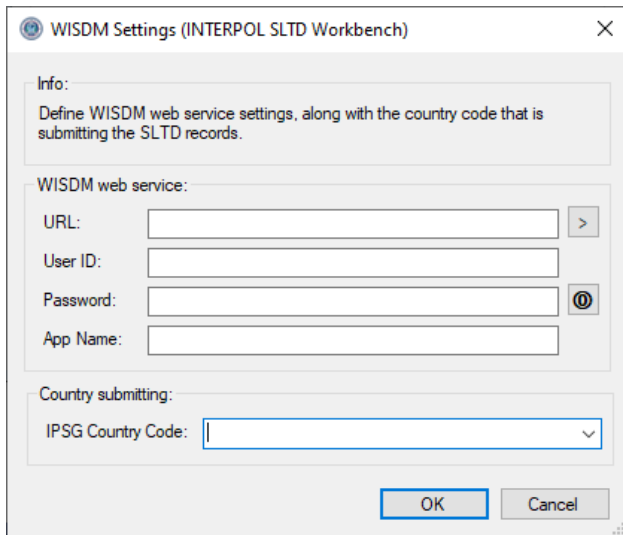 WISDM Settings (INTERPOL SLTD Workbench)
Info:
Define WISDM web service settings, along with the country code that is
submitting the SLTD records.
WISDM web service:
URL:
>
User ID:
Password:
App Name:
Country submitting:
IPSG Country Code:
OK Cancel